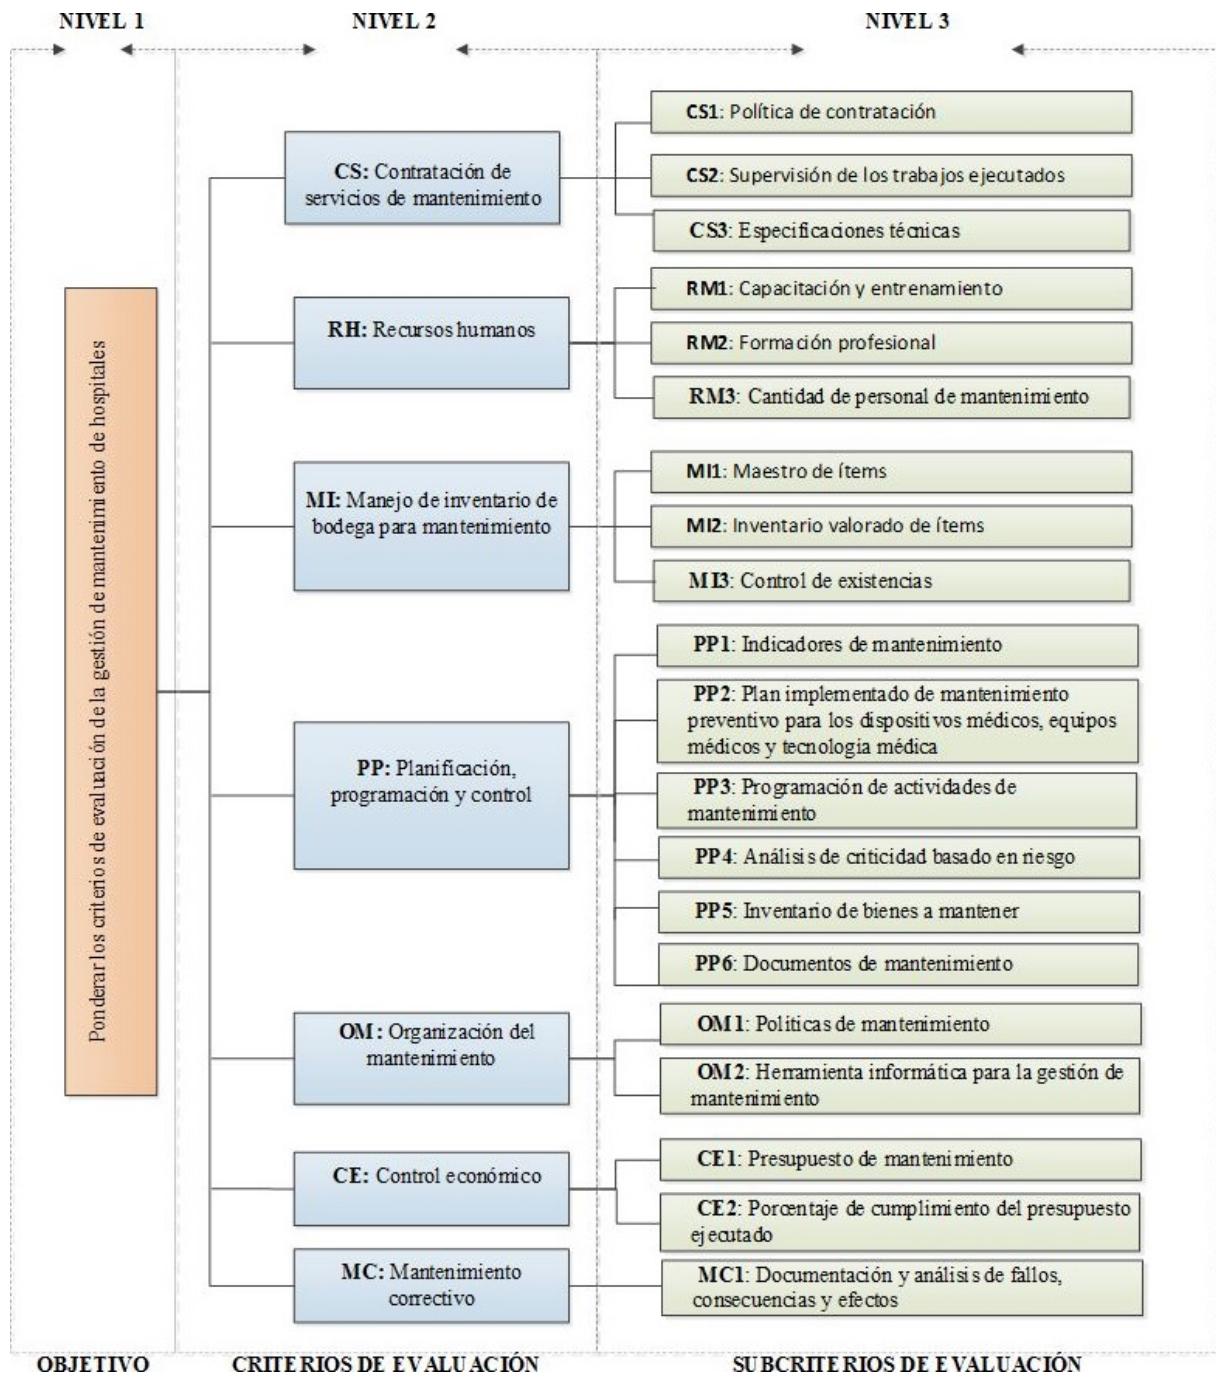 NIVEL 1
NIVEL 2
NIVEL 3
Ponderar los criterios de evaluación de la gestión de mantenimiento de hospitales
CS: Contratación de
servicios de mantenimiento
CS1: Política de contratación
CS2: Supervisión de los trabajos ejecutados
CS3: Especificaciones técnicas
RH: Recursos humanos
RM1: Capacitación y entrenamiento
RM2: Formación profesional
RM3: Cantidad de personal de mantenimiento
MI: Manejo de inventario de
bodega para mantenimiento
MI1: Maestro de ítems
MI2: Inventario valorado de ítems
MI3: Control de existencias
PP: Planificación,
programación y control
PP1: Indicadores de mantenimiento
PP2: Plan implementado de mantenimiento
preventivo para los dispositivos médicos, equipos
médicos y tecnología médica
PP3: Programación de actividades de
mantenimiento
PP4: Análisis de criticidad basado en riesgo
PP5: Inventario de bienes a mantener
PP6: Documentos de mantenimiento
OM: Organización del
mantenimiento
OM1: Políticas de mantenimiento
OM2: Herramienta informática para la gestión de
mantenimiento
CE: Control económico
CE1: Presupuesto de mantenimiento
CE2: Porcentaje de cumplimiento del presupuesto
ejecutado
MC: Mantenimiento
correctivo
MC1: Documentación y análisis de fallos,
consecuencias y efectos
OBJETIVO
CRITERIOS DE EVALUACIÓN
SUBCRITERIOS DE EVALUACIÓN